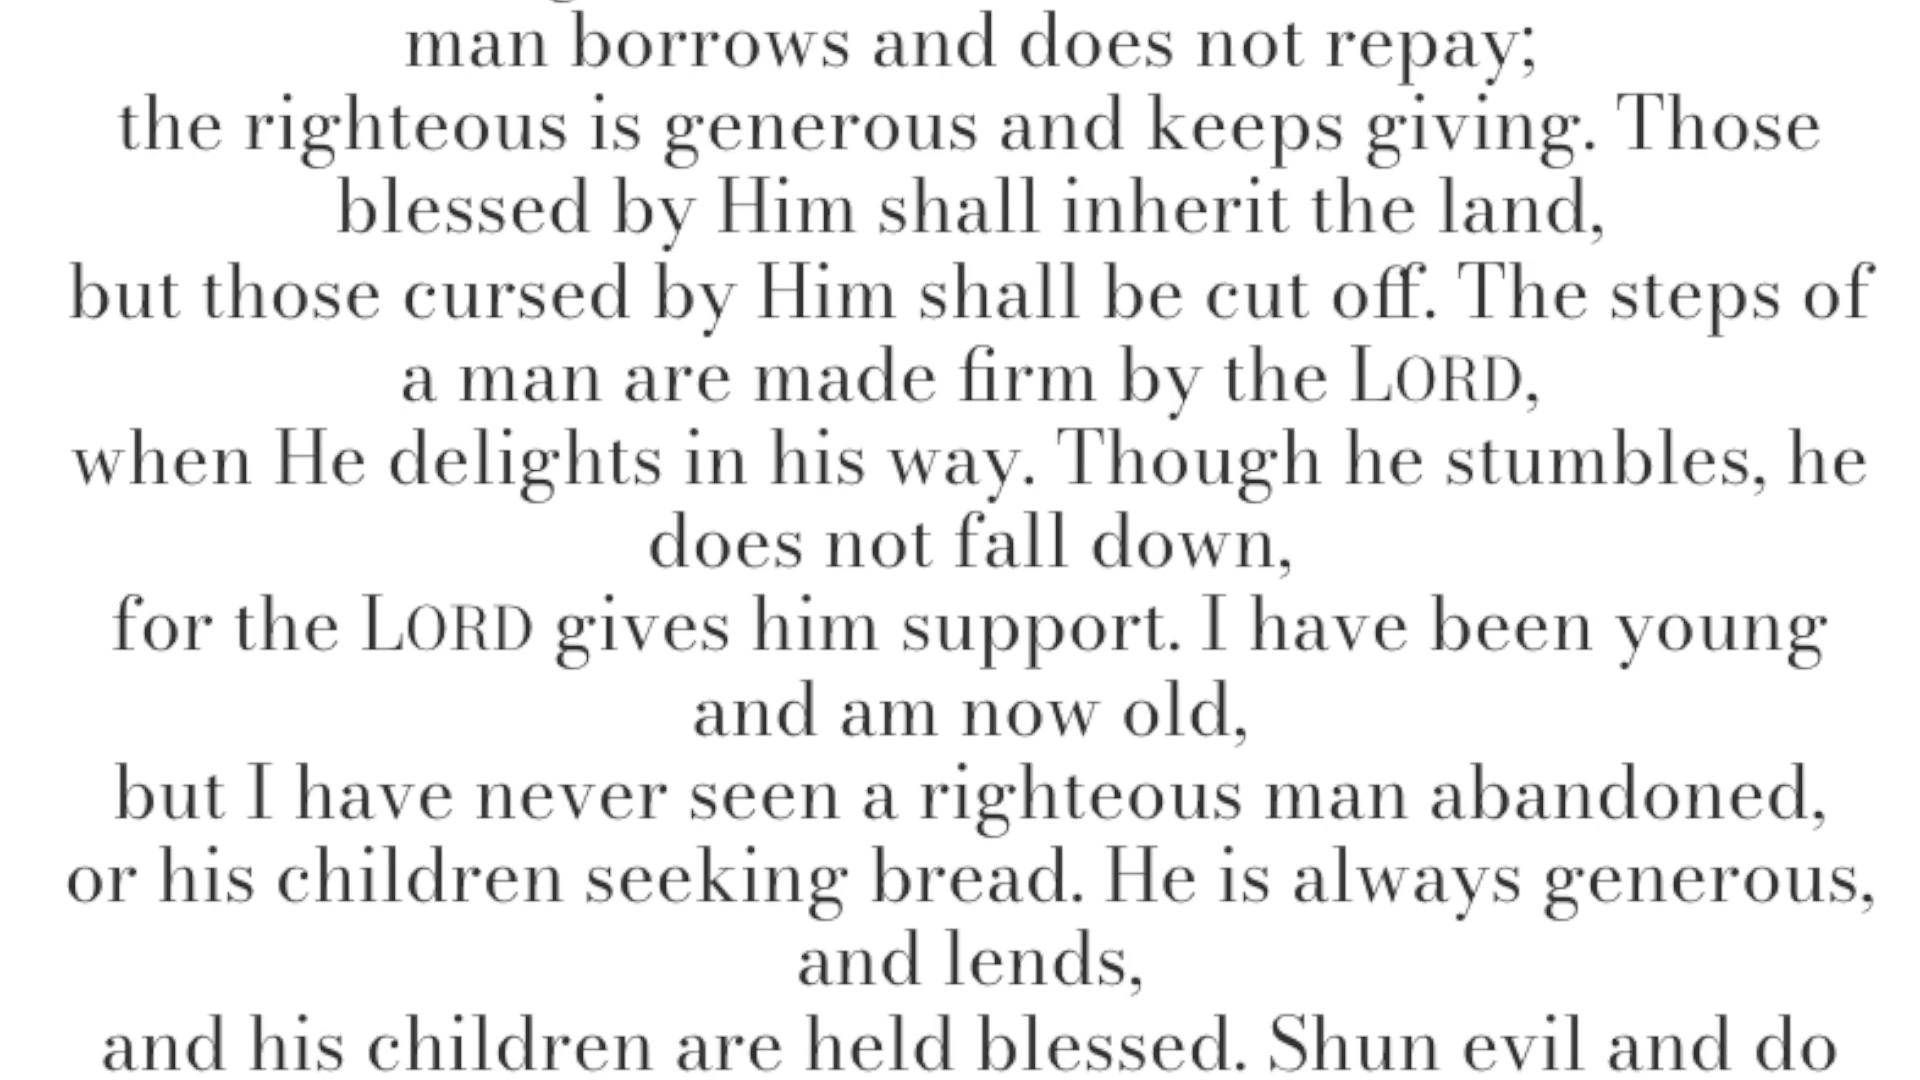 man borrows and does not repay;
the righteous is generous and keeps giving. Those
blessed by Him shall inherit the land,
but those cursed by Him shall be cut off. The steps of
a man are made firm by the LORD,
when He delights in his way. Though he stumbles, he
does not fall down,
for the LORD gives him support. I have been young
and am now old,
but I have never seen a righteous man abandoned,
or his children seeking bread. He is always generous,
and lends,
and his children are held blessed. Shun evil and do